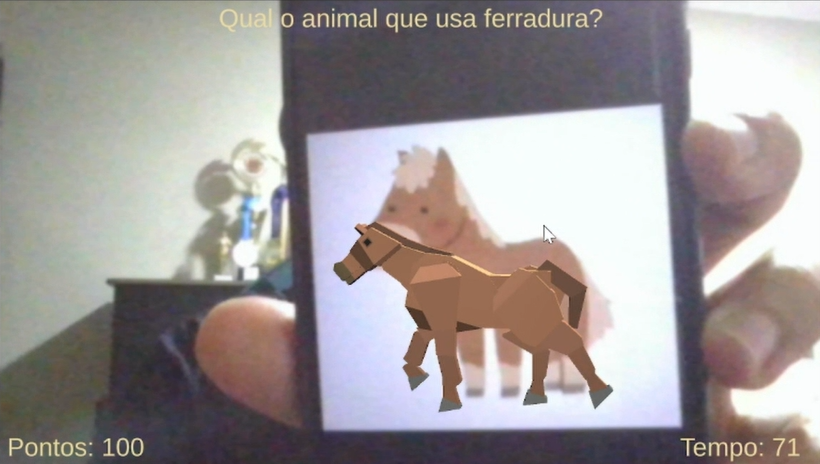 Qual o animal que usa ferradura?
Pontos: 100
Tempo: 71